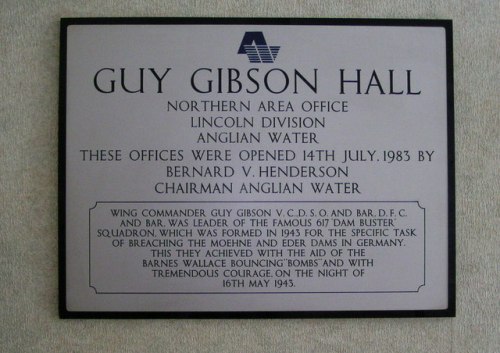 GUY GIBSON HALL
NORTHERN AREA OFFICE
LINCOLN DIVISION
ANGLIAN WATER
THESE OFFICES WERE OPENED 14TH JULY, 1983 BY
BERNARD V. HENDERSON
CHAIRMAN ANGLIAN WATER
WING COMMANDER GUY GIBSON V.C., D.S.O. AND BAR, D.F.C.
AND BAR, WAS LEADER OF THE FAMOUS 617 'DAM BUSTER'
SQUADRON, WHICH WAS FORMED IN 1943 FOR THE SPECIFIC TASK
OF BREACHING THE MOEHNE AND EDER DAMS IN GERMANY.
THIS THEY ACHIEVED WITH THE AID OF THE
BARNES WALLACE BOUNCING "BOMBS" AND WITH
TREMENDOUS COURAGE, ON THE NIGHT OF
16TH MAY 1943.